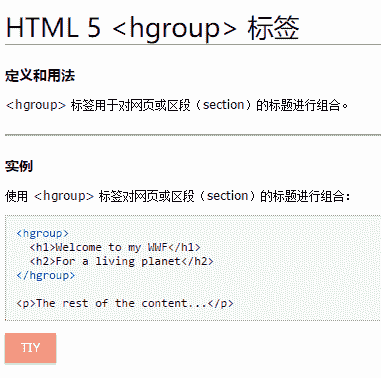 HTML 5 <hgroup> 标签
定义和用法
<hgroup> 标签用于对网页或区段（section）的标题进行组合。
实例
使用 <hgroup> 标签对网页或区段（section）的标题进行组合：
<hgroup>
  <h1>Welcome to my WWF</h1>
  <h2>For a living planet</h2>
</hgroup>
<p>The rest of the content...</p>
TIY